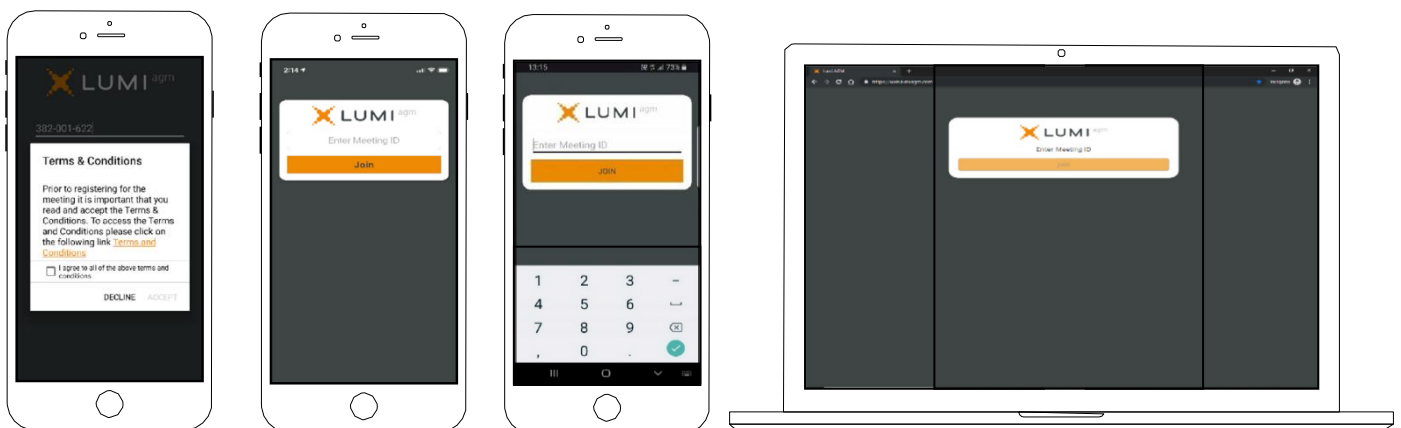 LUMI agm
382-001-622
Terms & Conditions
Prior to registering for the
meeting it is important that you
read and accept the Terms &
Conditions. To access the Terms
and Conditions please click on
the following link Terms and
Conditions
I agree to all of the above terms and
conditions
DECLINE ACCEPT
2:14
LUMI agm
Enter Meeting ID
Join
13:15
73%
LUMI agm
Enter Meeting ID
JOIN
1 2 3 -
4 5 6
7 8 9
, 0 .
Lumi AGM
LUMI agm
Enter Meeting ID
Join